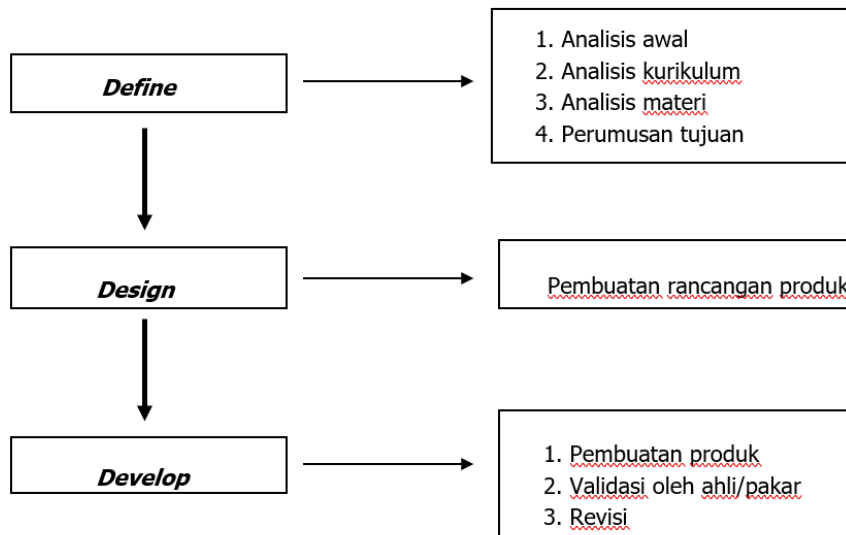 Define
1. Analisis awal
2. Analisis kurikulum
3. Analisis materi
4. Perumusan tujuan
Design
Pembuatan rancangan produk
Develop
1. Pembuatan produk
2. Validasi oleh ahli/pakar
3. Revisi